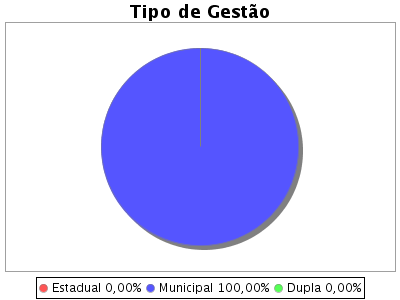 Tipo de Gestão
Estadual 0,00% Municipal 100,00% Dupla 0,00%